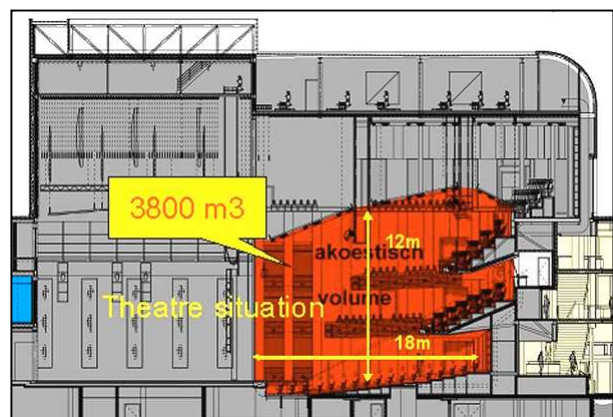 3800 m3
akoestisch
12m
Theatre situation
volume
18m